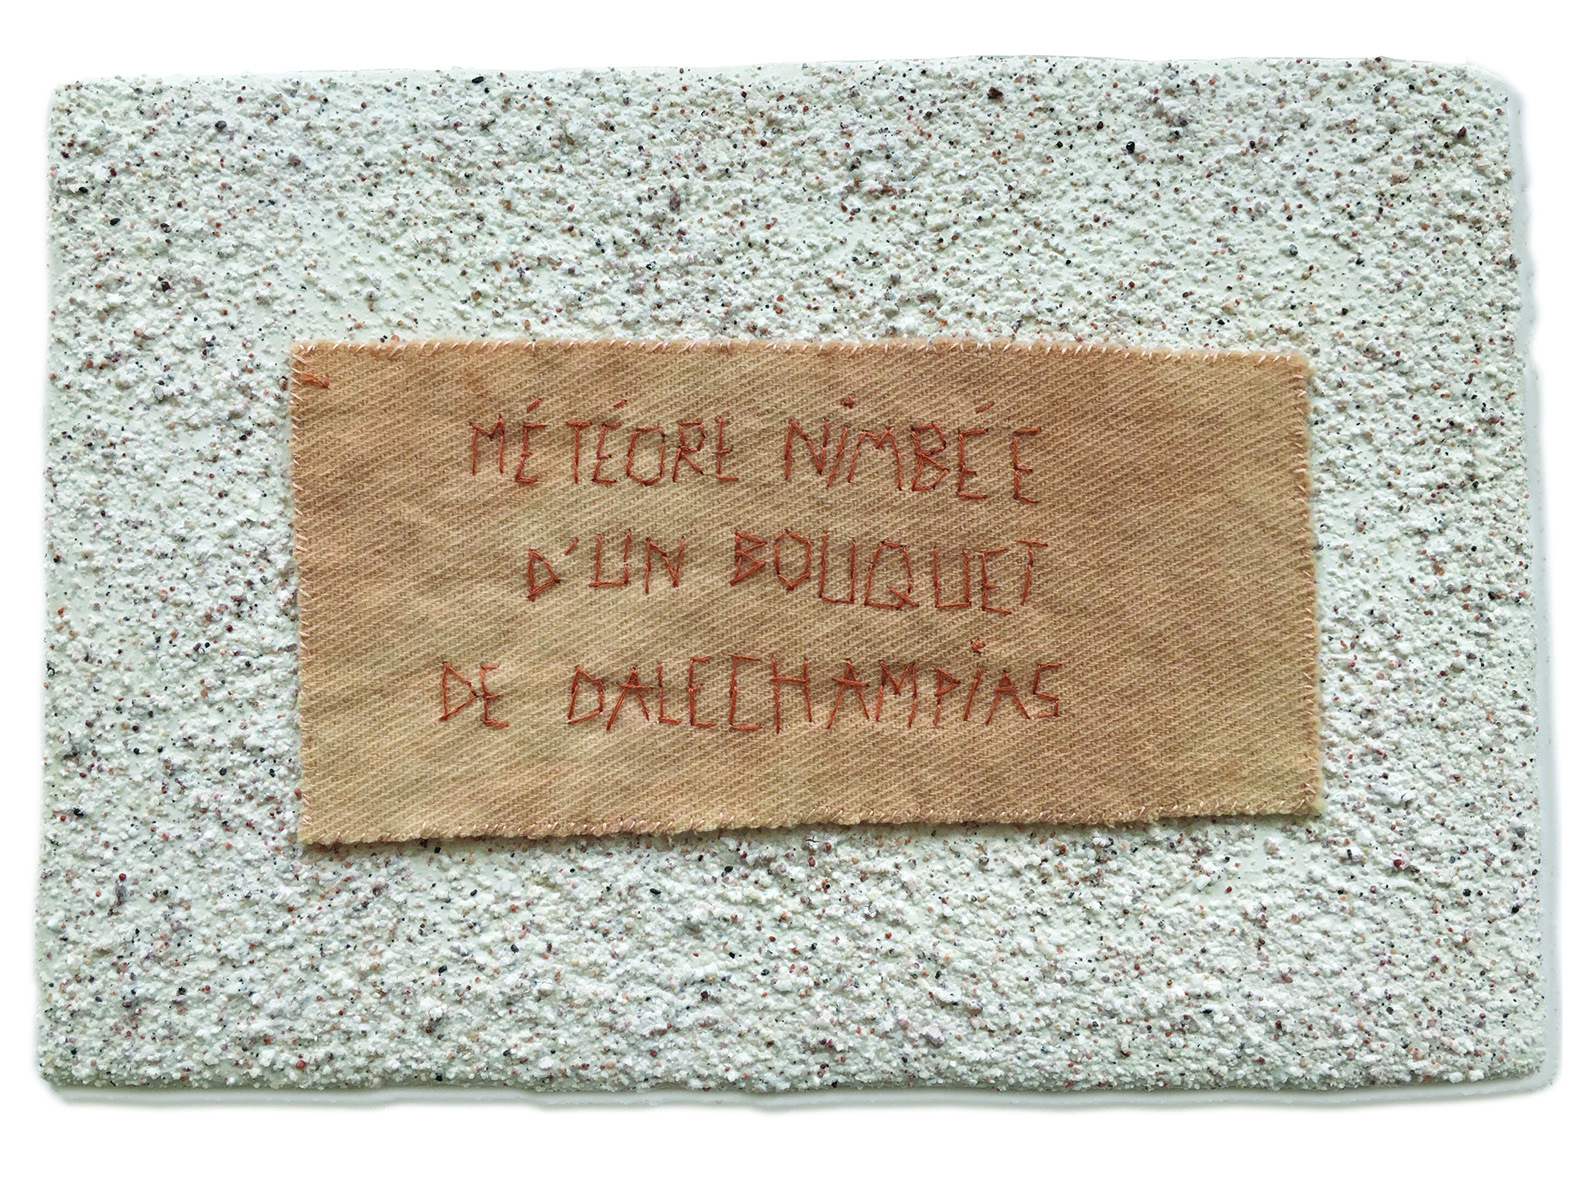 MÉTÉORE NIMBÉE
D'UN BOUQUET
DE DALECHAMPIAS